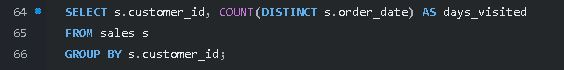 64 SELECT s.customer_id, COUNT(DISTINCT s.order_date) AS days_visited
65 FROM sales s
66 GROUP BY s.customer_id;